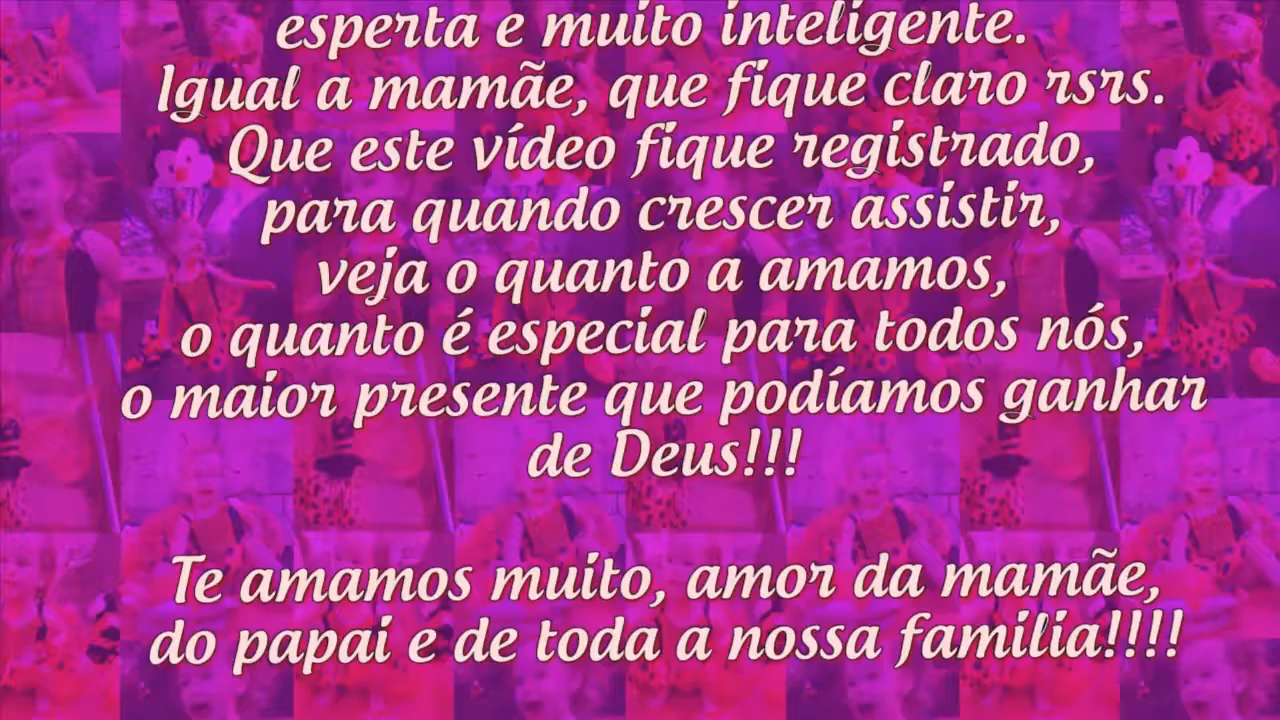 esperta e muito inteligente.
Igual a mamãe, que fique claro rsrs.
Que este vídeo fique registrado,
para quando crescer assistir,
veja o quanto a amamos,
o quanto é especial para todos nós,
o maior presente que podíamos ganhar
de Deus!!!
Te amamos muito, amor da mamãe,
do papai e de toda a nossa familia!!!!